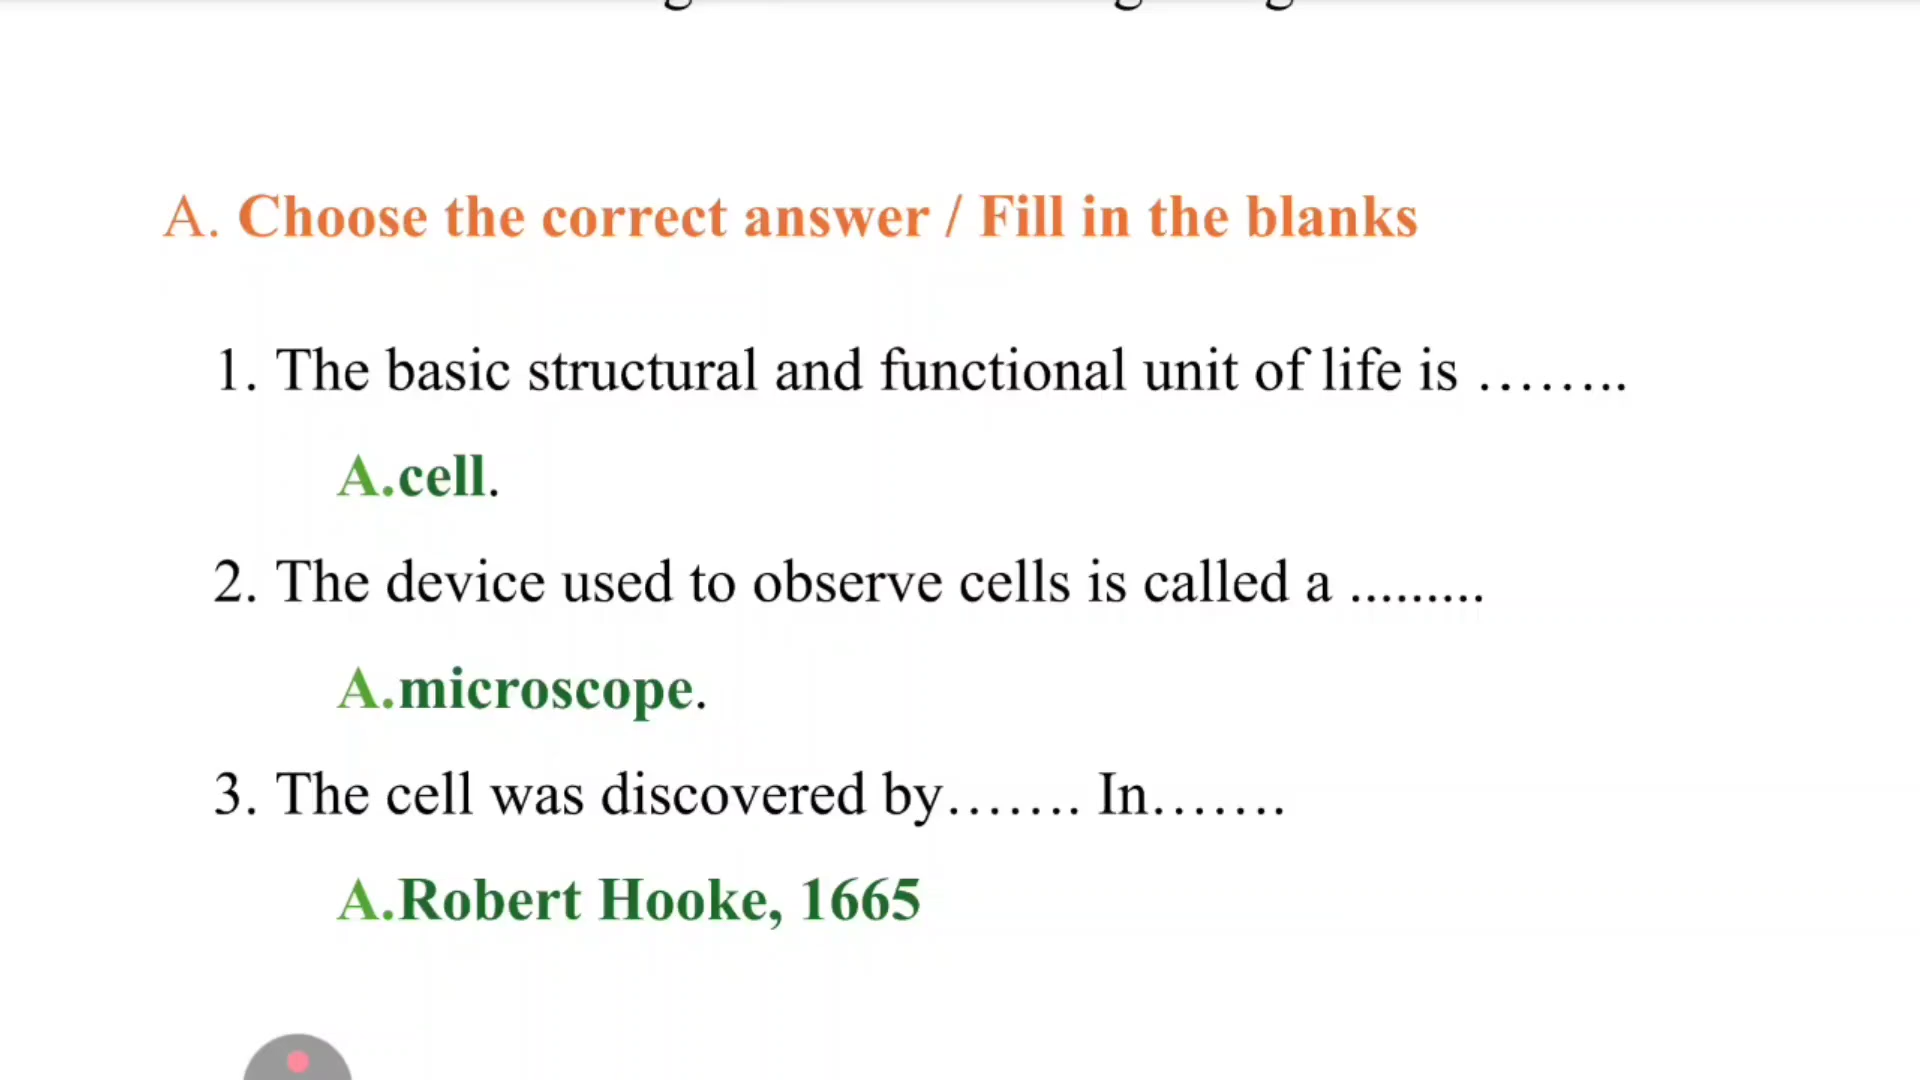 A. Choose the correct answer / Fill in the blanks
1. The basic structural and functional unit of life is ……..
A.cell.
2. The device used to observe cells is called a .........
A.microscope.
3. The cell was discovered by……. In…….
A.Robert Hooke, 1665